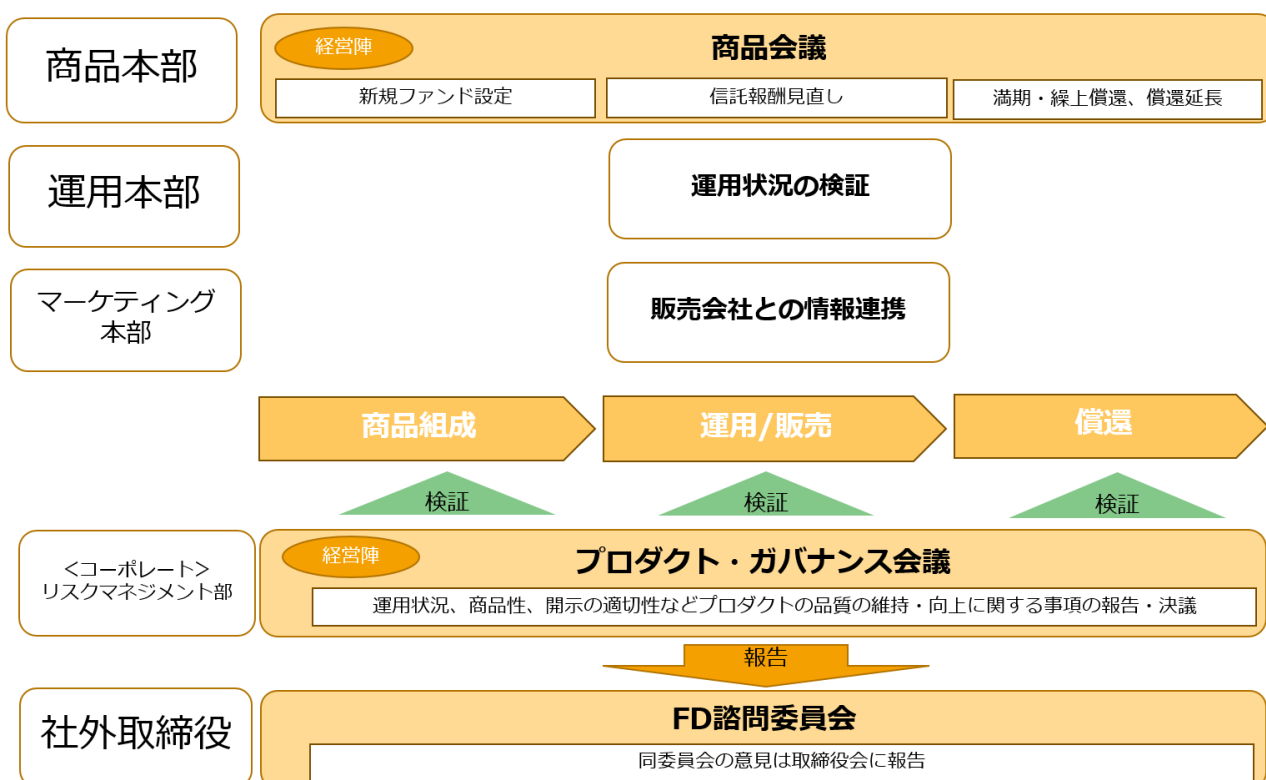 商品本部
経営陣
商品会議
新規ファンド設定
信託報酬見直し
満期・繰上償還、償還延長
運用本部
運用状況の検証
マーケティング
本部
販売会社との情報連携
商品組成
運用/販売
償還
検証
検証
検証
<コーポレート>
リスクマネジメント部
経営陣
プロダクト・ガバナンス会議
運用状況、商品性、開示の適切性などプロダクトの品質の維持・向上に関する事項の報告・決議
報告
社外取締役
FD諮問委員会
同委員会の意見は取締役会に報告